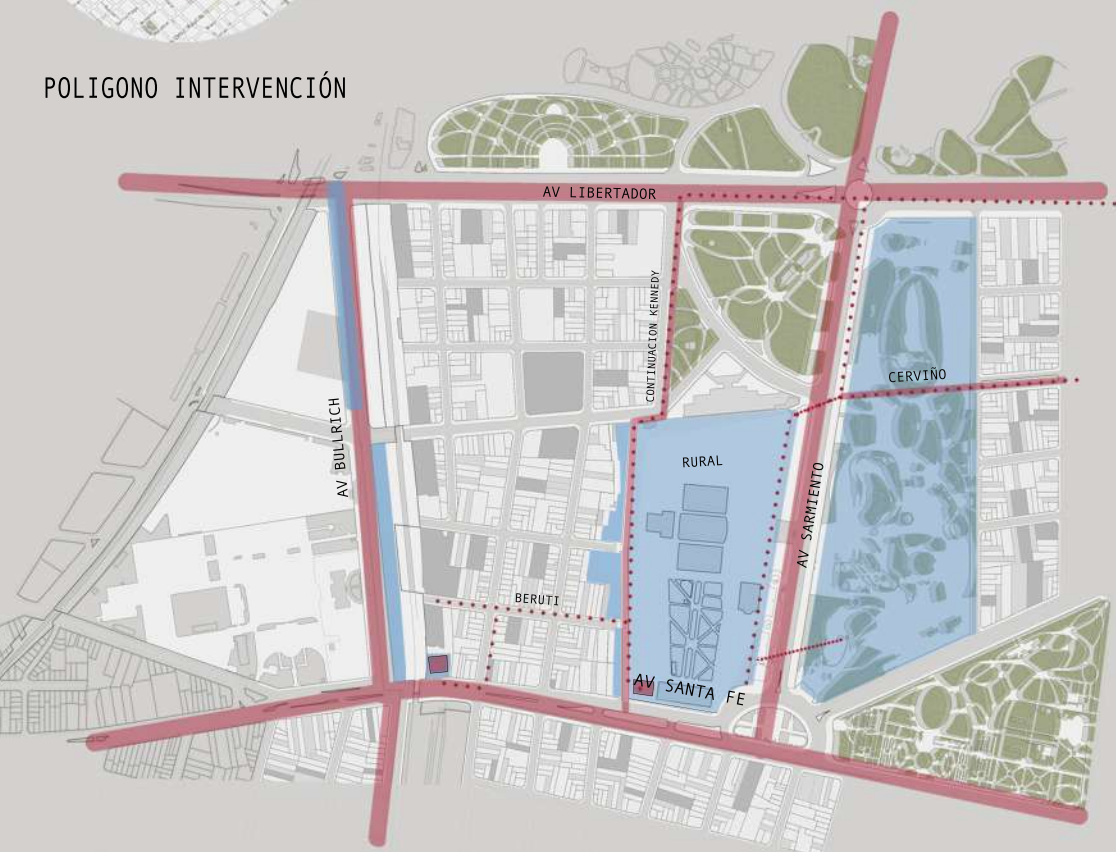 POLIGONO INTERVENCIÓN
AV LIBERTADOR
CONTINUACION KENNEDY
CERVIÑO
AV BULLRICH
RURAL
AV SARMIENTO
BERUTI
AV SANTA FE